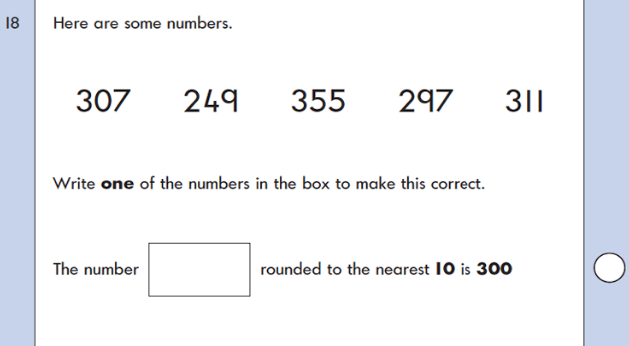 18 Here are some numbers.
307 249 355 297 311
Write one of the numbers in the box to make this correct.
The number rounded to the nearest 10 is 300